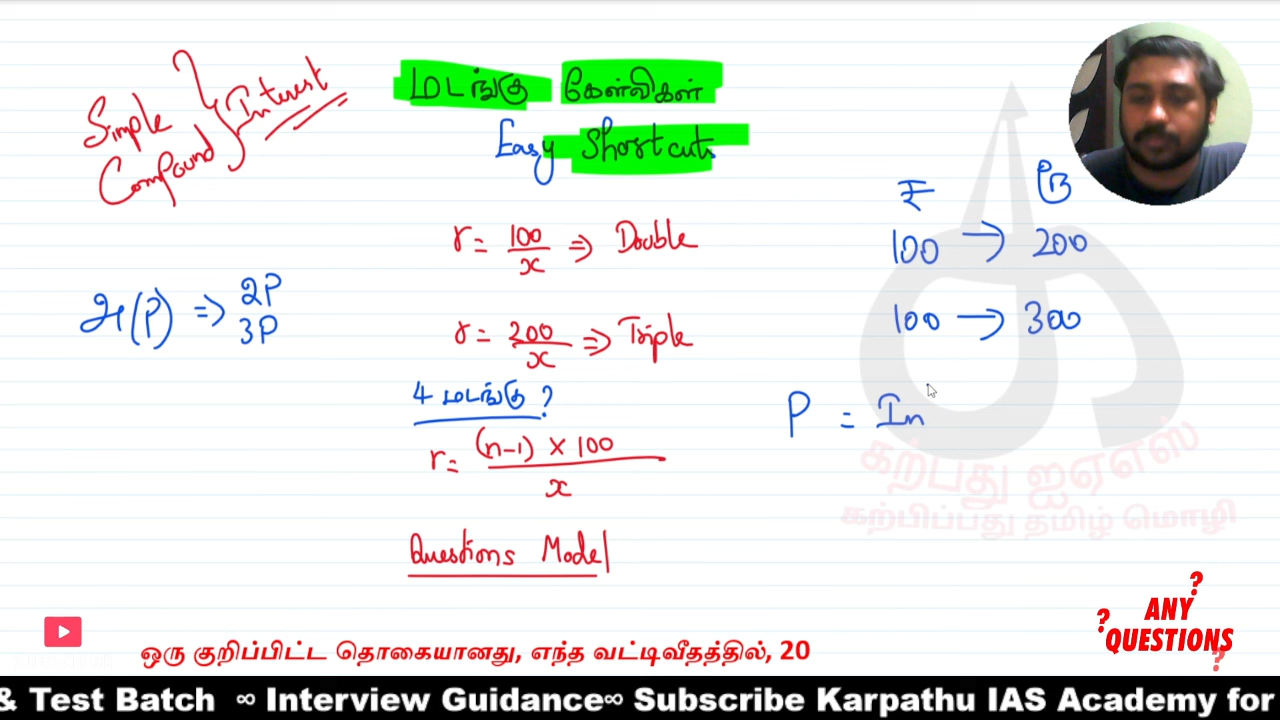 Simple
Compound } Interest
மடங்கு கேள்விகள்
Easy Shortcuts
r = 100/x => Double
r = 200/x => Triple
4 மடங்கு ?
r = (n-1) x 100 / x
Questions Model
(P) => 2P
3P
₹
100 -> 200
100 -> 300
P = In
கற்பது ஐஏஎஸ்
கற்பிப்பது தமிழ் மொழி
ANY
QUESTIONS
ஒரு குறிப்பிட்ட தொகையானது, எந்த வட்டிவீதத்தில், 20
& Test Batch ∞ Interview Guidance∞ Subscribe Karpathu IAS Academy for